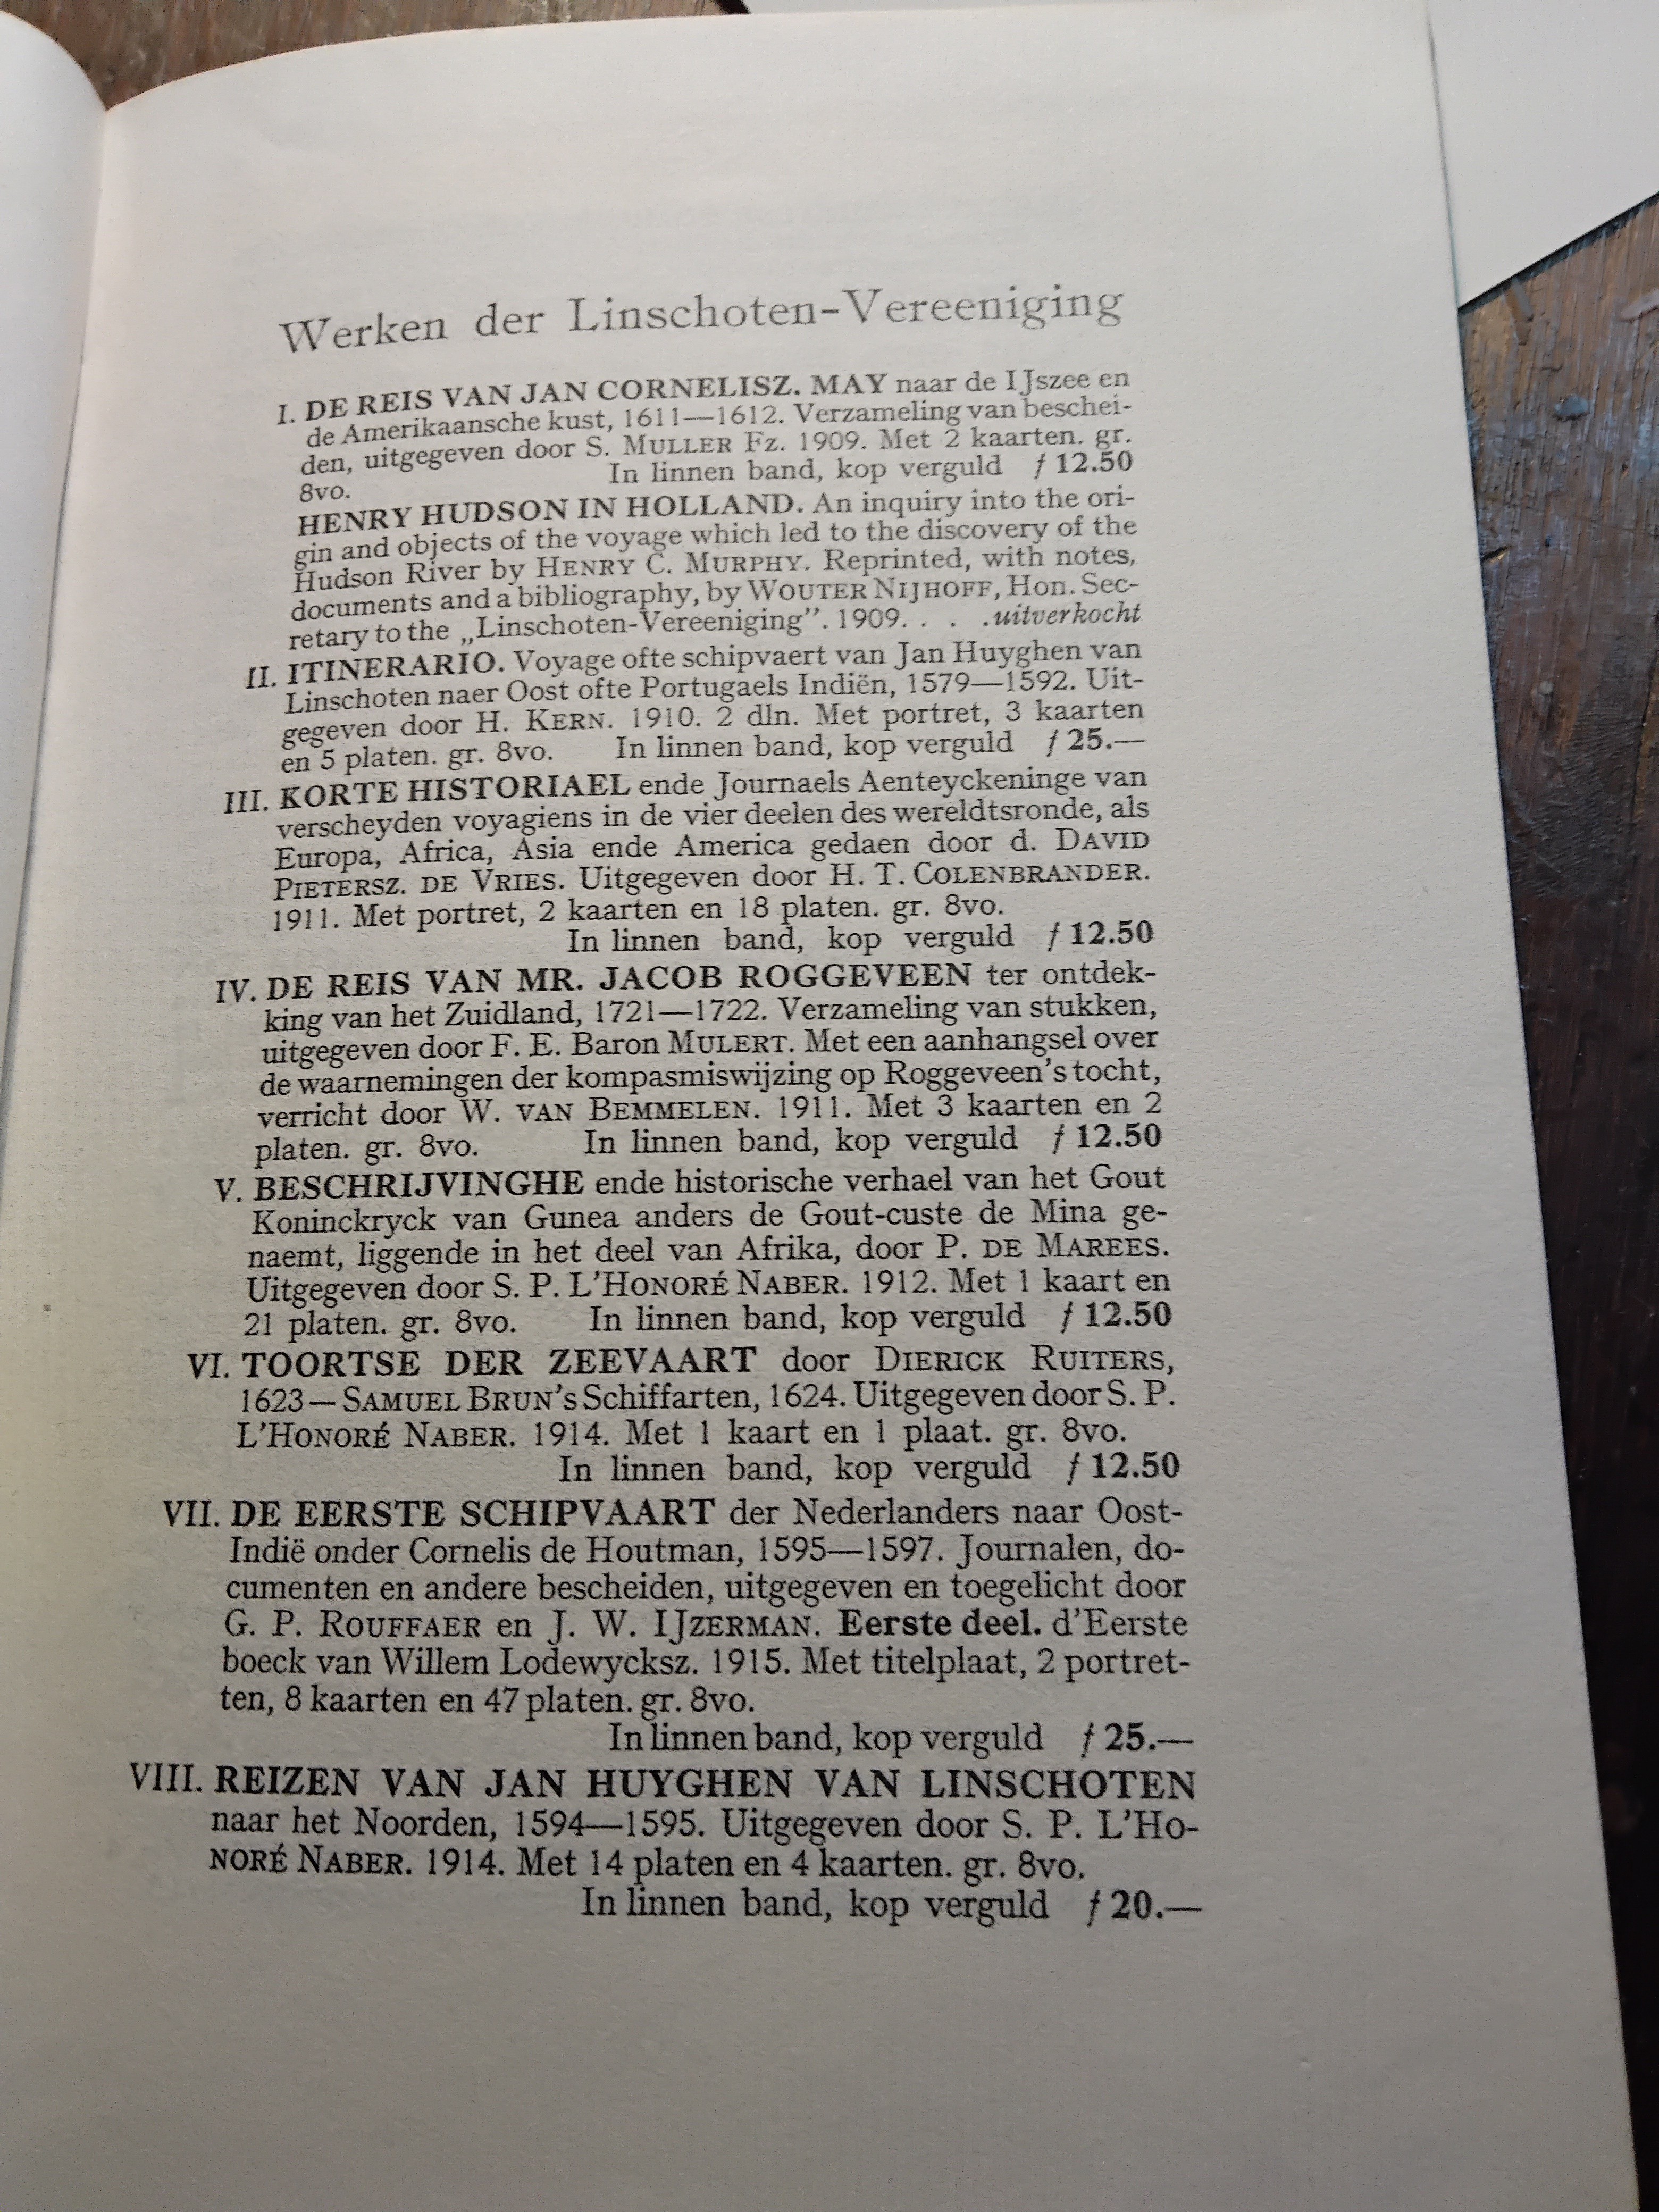 Werken der Linschoten-Vereeniging
I. DE REIS VAN JAN CORNELISZ. MAY naar de IJszee en
de Amerikaansche kust, 1611—1612. Verzameling van beschei-
den, uitgegeven door S. MULLER FZ. 1909. Met 2 kaarten. gr.
8vo. In linnen band, kop verguld ƒ 12.50
HENRY HUDSON IN HOLLAND. An inquiry into the ori-
gin and objects of the voyage which led to the discovery of the
Hudson River by HENRY C. MURPHY. Reprinted, with notes,
documents and a bibliography, by WOUTER NIJHOFF, Hon. Sec-
retary to the „Linschoten-Vereeniging”. 1909. . . . uitverkocht
II. ITINERARIO. Voyage ofte schipvaert van Jan Huyghen van
Linschoten naer Oost ofte Portugaels Indiën, 1579—1592. Uit-
gegeven door H. KERN. 1910. 2 dln. Met portret, 3 kaarten
en 5 platen. gr. 8vo. In linnen band, kop verguld ƒ 25.—
III. KORTE HISTORIAEL ende Journaels Aenteyckeninge van
verscheyden voyagiens in de vier deelen des wereldtsronde, als
Europa, Africa, Asia ende America gedaen door d. DAVID
PIETERSZ. DE VRIES. Uitgegeven door H. T. COLENBRANDER.
1911. Met portret, 2 kaarten en 18 platen. gr. 8vo.
In linnen band, kop verguld ƒ 12.50
IV. DE REIS VAN MR. JACOB ROGGEVEEN ter ontdek-
king van het Zuidland, 1721—1722. Verzameling van stukken,
uitgegeven door F. E. Baron MULERT. Met een aanhangsel over
de waarnemingen der kompasmiswijzing op Roggeveen's tocht,
verricht door W. VAN BEMMELEN. 1911. Met 3 kaarten en 2
platen. gr. 8vo. In linnen band, kop verguld ƒ 12.50
V. BESCHRIJVINGHE ende historische verhael van het Gout
Koninckryck van Gunea anders de Gout-custe de Mina ge-
naemt, liggende in het deel van Afrika, door P. DE MAREES.
Uitgegeven door S. P. L'HONORÉ NABER. 1912. Met 1 kaart en
21 platen. gr. 8vo. In linnen band, kop verguld ƒ 12.50
VI. TOORTSE DER ZEEVAART door DIERICK RUITERS,
1623—SAMUEL BRUN's Schiffarten, 1624. Uitgegeven door S. P.
L'HONORÉ NABER. 1914. Met 1 kaart en 1 plaat. gr. 8vo.
In linnen band, kop verguld ƒ 12.50
VII. DE EERSTE SCHIPVAART der Nederlanders naar Oost-
Indië onder Cornelis de Houtman, 1595—1597. Journalen, do-
cumenten en andere bescheiden, uitgegeven en toegelicht door
G. P. ROUFFAER en J. W. IJZERMAN. Eerste deel. d'Eerste
boeck van Willem Lodewycksz. 1915. Met titelplaat, 2 portret-
ten, 8 kaarten en 47 platen. gr. 8vo.
In linnen band, kop verguld ƒ 25.—
VIII. REIZEN VAN JAN HUYGHEN VAN LINSCHOTEN
naar het Noorden, 1594—1595. Uitgegeven door S. P. L'HO-
NORÉ NABER. 1914. Met 14 platen en 4 kaarten. gr. 8vo.
In linnen band, kop verguld ƒ 20.—